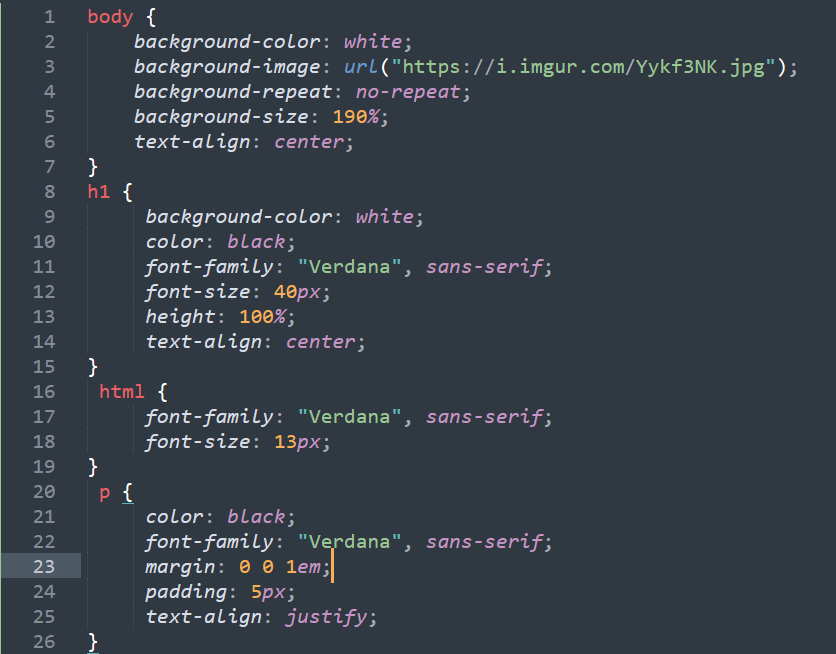 1 body {
2 background-color: white;
3 background-image: url("https://i.imgur.com/Yykf3NK.jpg");
4 background-repeat: no-repeat;
5 background-size: 190%;
6 text-align: center;
7 }
8 h1 {
9 background-color: white;
10 color: black;
11 font-family: "Verdana", sans-serif;
12 font-size: 40px;
13 height: 100%;
14 text-align: center;
15 }
16 html {
17 font-family: "Verdana", sans-serif;
18 font-size: 13px;
19 }
20 p {
21 color: black;
22 font-family: "Verdana", sans-serif;
23 margin: 0 0 1em;
24 padding: 5px;
25 text-align: justify;
26 }